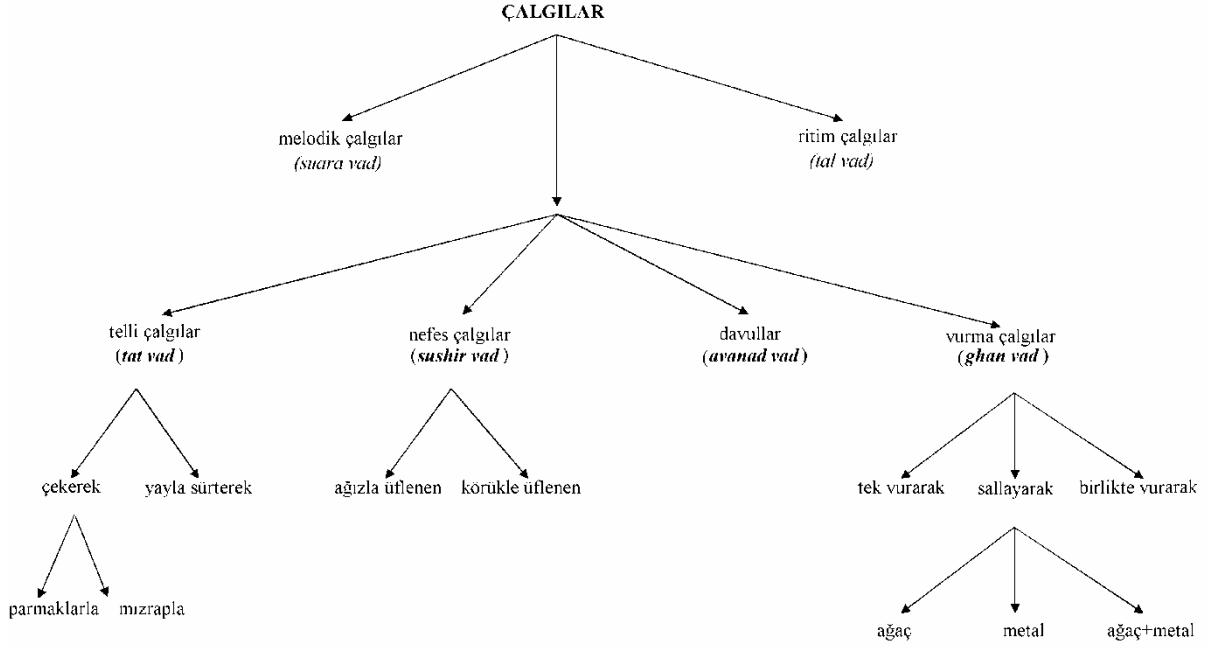 ÇALGILAR
melodik çalgılar
(suara vad)
ritim çalgılar
(tal vad)
telli çalgılar
(tat vad)
nefes çalgılar
(sushir vad)
davullar
(avanad vad)
vurma çalgılar
(ghan vad)
çekerek
yayla sürterek
ağızla üflenen
körükle üflenen
tek vurarak
sallayarak
birlikte vurarak
parmaklarla
mızrapla
ağaç
metal
ağaç+metal